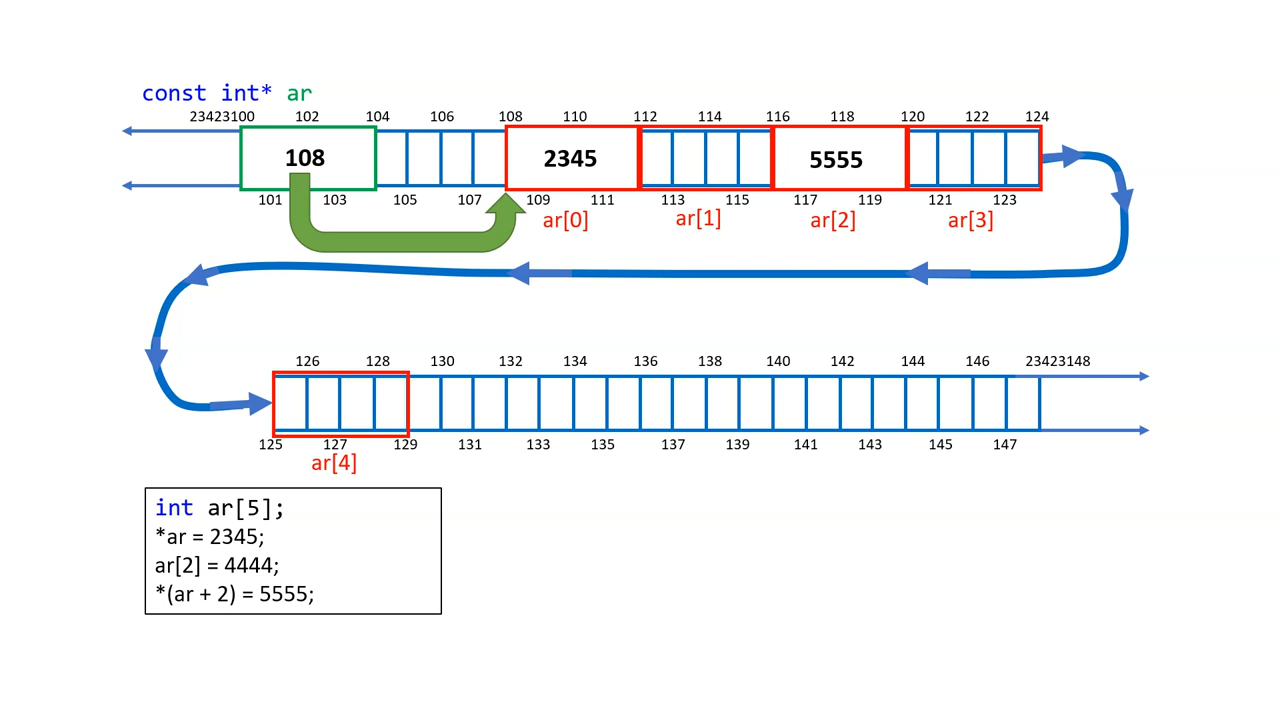 const int* ar
23423100 102 104 106 108 110 112 114 116 118 120 122 124
108 2345 5555
101 103 105 107 109 111 113 115 117 119 121 123
ar[0] ar[1] ar[2] ar[3]
126 128 130 132 134 136 138 140 142 144 146 23423148
125 127 129 131 133 135 137 139 141 143 145 147
ar[4]
int ar[5];
*ar = 2345;
ar[2] = 4444;
*(ar + 2) = 5555;